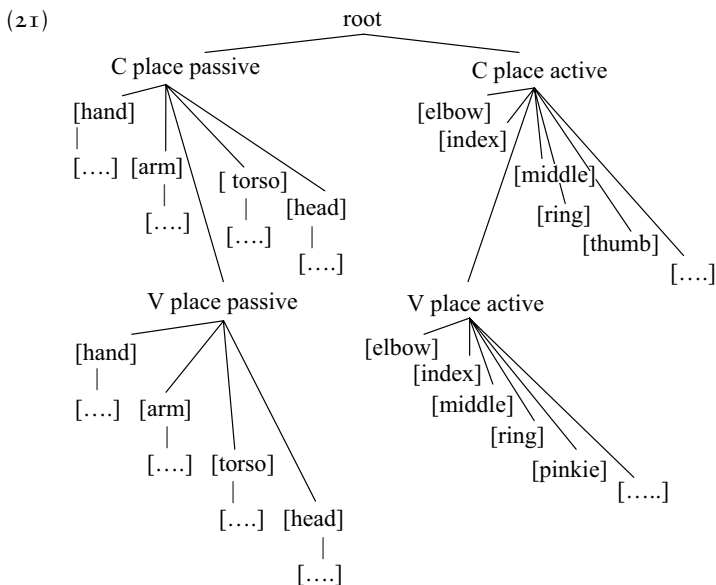 (21)
root
C place passive C place active
[hand] [elbow]
[index]
[….] [arm] [ torso] [middle]
[head] [ring]
[….] [….] [thumb]
[….] [….]
V place passive V place active
[hand] [elbow]
[index]
[….] [arm] [middle]
[ring]
[….] [torso] [pinkie]
[…..]
[….] [head]
[….]